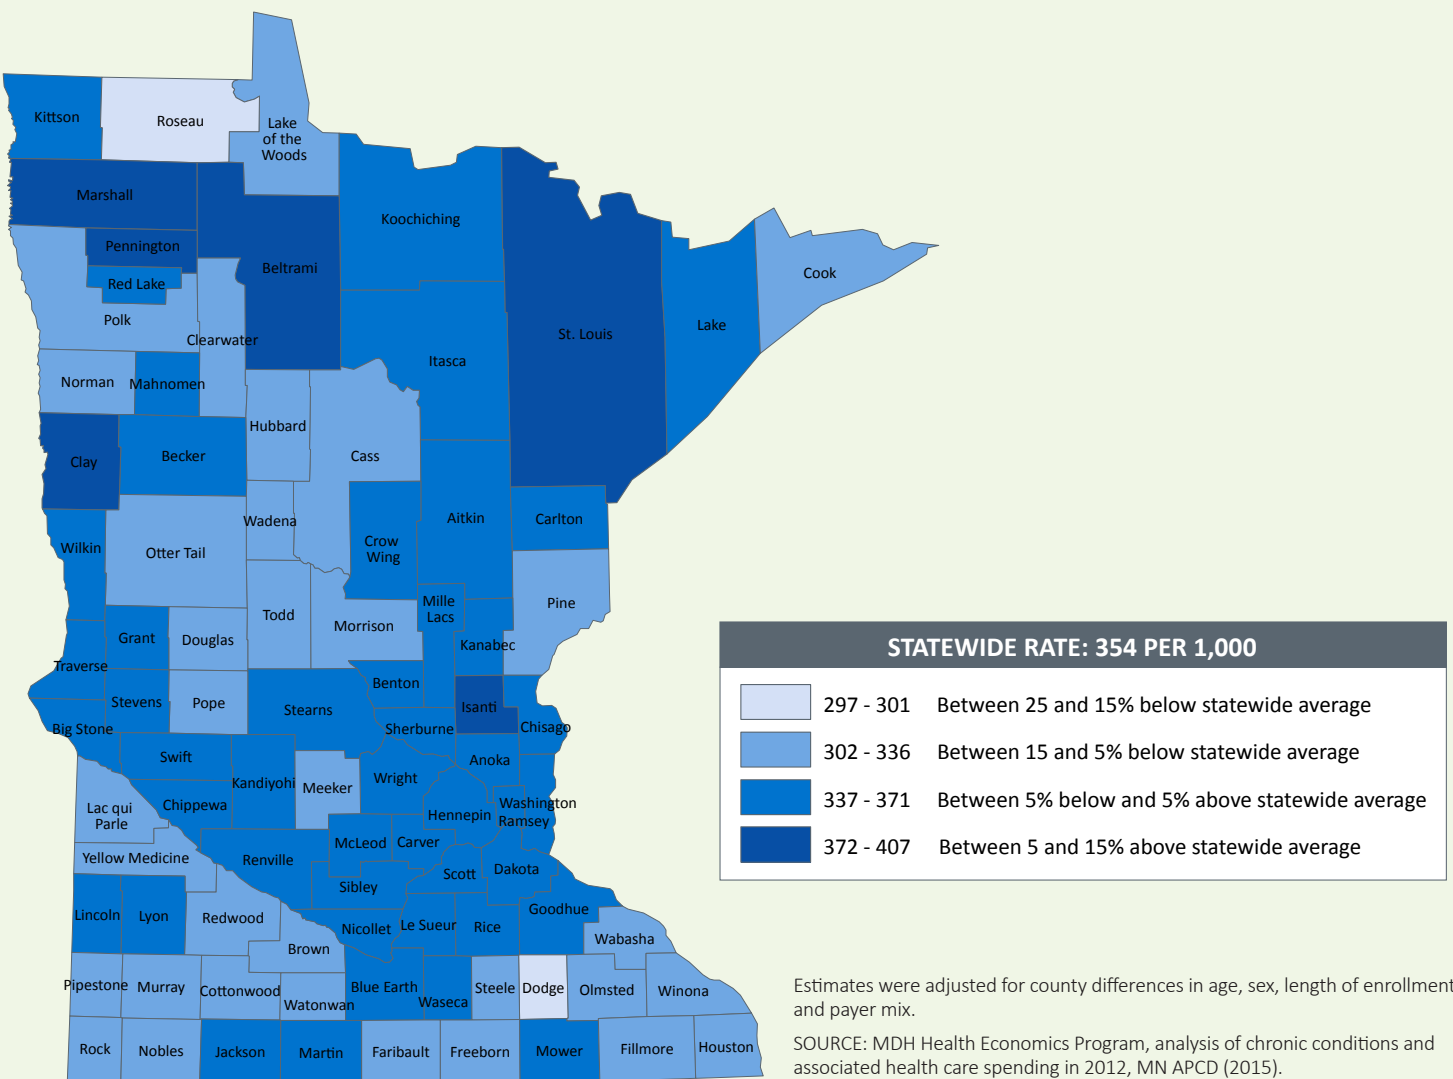 Kittson
Roseau
Lake
of the
Woods
Marshall
Koochiching
Pennington
Beltrami
Cook
Red Lake
Polk
Clearwater
St. Louis
Lake
Itasca
Norman
Mahnomen
Hubbard
Cass
Clay
Becker
Wadena
Aitkin
Carlton
Wilkin
Otter Tail
Crow
Wing
Mille
Lacs
Pine
Todd
Morrison
Grant
Douglas
Kanabec
Traverse
Benton
Stevens
Pope
Stearns
Isanti
Big Stone
Sherburne
Chisago
Swift
Anoka
Kandiyohi
Meeker
Wright
Lac qui
Parle
Chippewa
Washington
Hennepin
Ramsey
McLeod
Carver
Yellow Medicine
Renville
Dakota
Scott
Sibley
Lincoln
Lyon
Redwood
Goodhue
Nicollet
Le Sueur
Rice
Wabasha
Brown
Pipestone
Murray
Cottonwood
Watonwan
Blue Earth
Waseca
Steele
Dodge
Olmsted
Winona
Rock
Nobles
Jackson
Martin
Faribault
Freeborn
Mower
Fillmore
Houston
STATEWIDE RATE: 354 PER 1,000
297 - 301 Between 25 and 15% below statewide average
302 - 336 Between 15 and 5% below statewide average
337 - 371 Between 5% below and 5% above statewide average
372 - 407 Between 5 and 15% above statewide average
Estimates were adjusted for county differences in age, sex, length of enrollment
and payer mix.
SOURCE: MDH Health Economics Program, analysis of chronic conditions and
associated health care spending in 2012, MN APCD (2015).